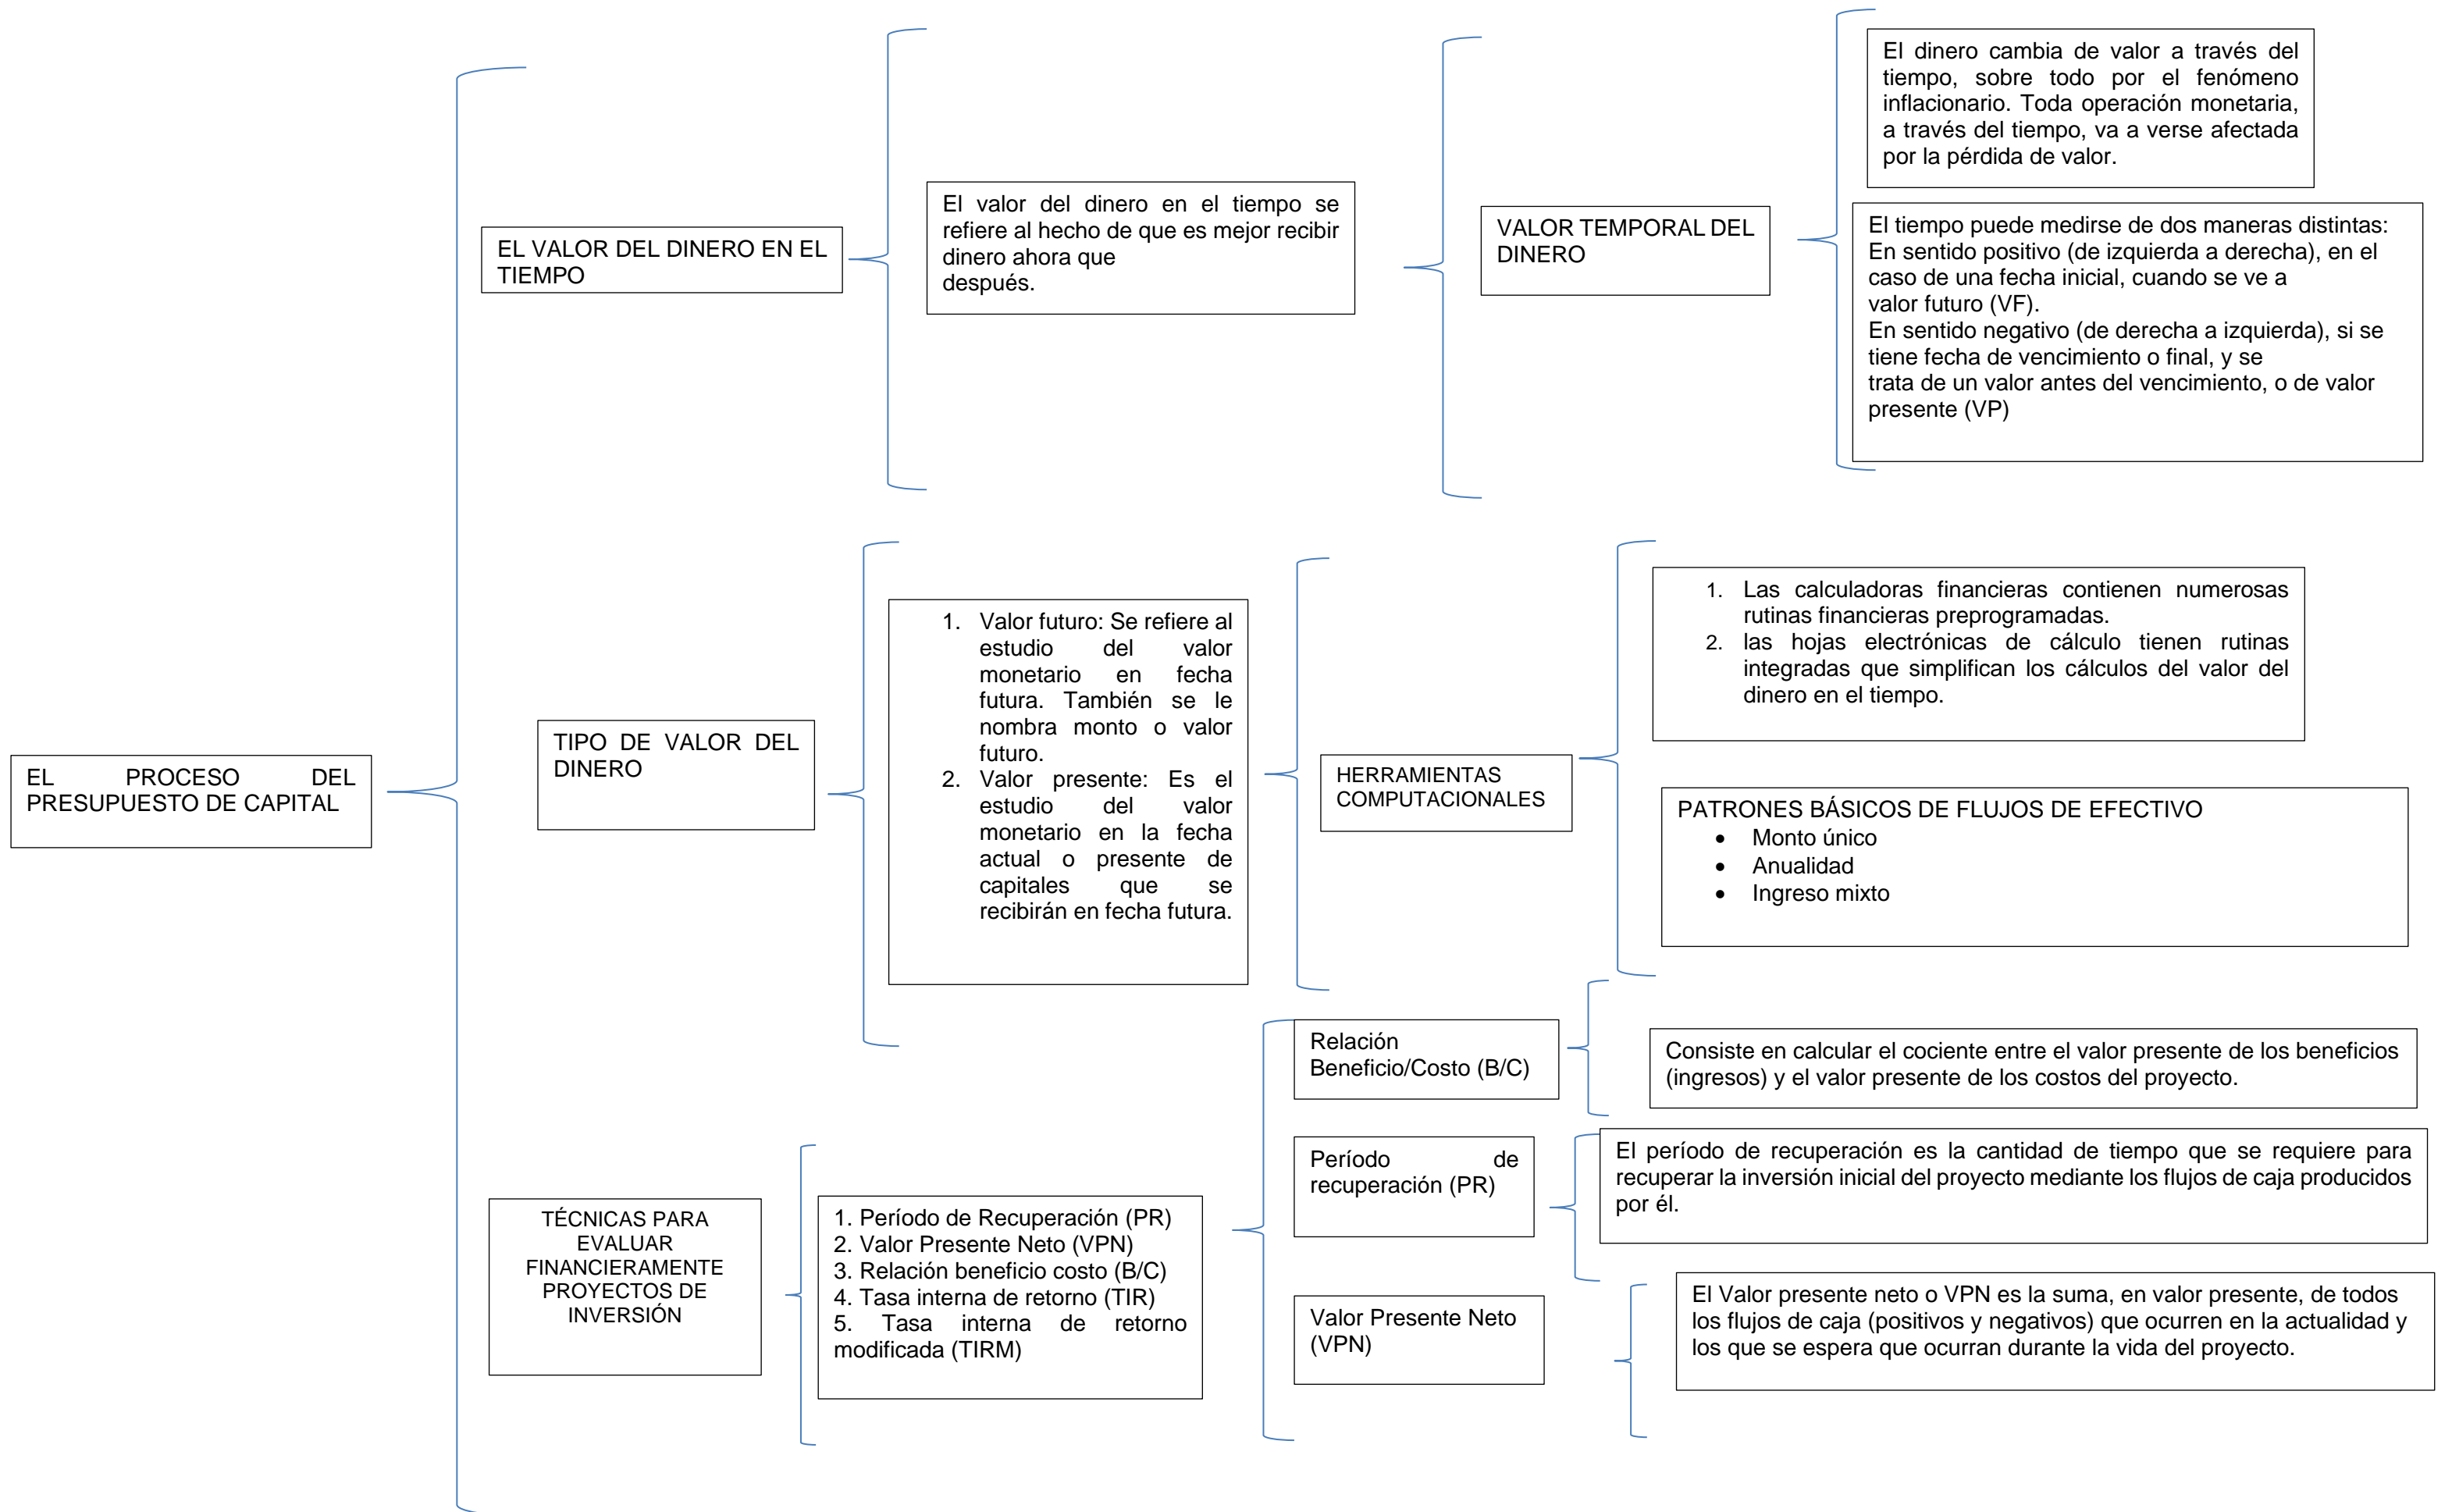 EL PROCESO DEL
PRESUPUESTO DE CAPITAL
EL VALOR DEL DINERO EN EL
TIEMPO
El valor del dinero en el tiempo se
refiere al hecho de que es mejor recibir
dinero ahora que
después.
VALOR TEMPORAL DEL
DINERO
El dinero cambia de valor a través del
tiempo, sobre todo por el fenómeno
inflacionario. Toda operación monetaria,
a través del tiempo, va a verse afectada
por la pérdida de valor.
El tiempo puede medirse de dos maneras distintas:
En sentido positivo (de izquierda a derecha), en el
caso de una fecha inicial, cuando se ve a
valor futuro (VF).
En sentido negativo (de derecha a izquierda), si se
tiene fecha de vencimiento o final, y se
trata de un valor antes del vencimiento, o de valor
presente (VP)
TIPO DE VALOR DEL
DINERO
1. Valor futuro: Se refiere al
estudio del valor
monetario en fecha
futura. También se le
nombra monto o valor
futuro.
2. Valor presente: Es el
estudio del valor
monetario en la fecha
actual o presente de
capitales que se
recibirán en fecha futura.
HERRAMIENTAS
COMPUTACIONALES
1. Las calculadoras financieras contienen numerosas
rutinas financieras preprogramadas.
2. las hojas electrónicas de cálculo tienen rutinas
integradas que simplifican los cálculos del valor del
dinero en el tiempo.
PATRONES BÁSICOS DE FLUJOS DE EFECTIVO
• Monto único
• Anualidad
• Ingreso mixto
TÉCNICAS PARA
EVALUAR
FINANCIERAMENTE
PROYECTOS DE
INVERSIÓN
1. Período de Recuperación (PR)
2. Valor Presente Neto (VPN)
3. Relación beneficio costo (B/C)
4. Tasa interna de retorno (TIR)
5. Tasa interna de retorno
modificada (TIRM)
Relación
Beneficio/Costo (B/C)
Consiste en calcular el cociente entre el valor presente de los beneficios
(ingresos) y el valor presente de los costos del proyecto.
Período de
recuperación (PR)
El período de recuperación es la cantidad de tiempo que se requiere para
recuperar la inversión inicial del proyecto mediante los flujos de caja producidos
por él.
Valor Presente Neto
(VPN)
El Valor presente neto o VPN es la suma, en valor presente, de todos
los flujos de caja (positivos y negativos) que ocurren en la actualidad y
los que se espera que ocurran durante la vida del proyecto.